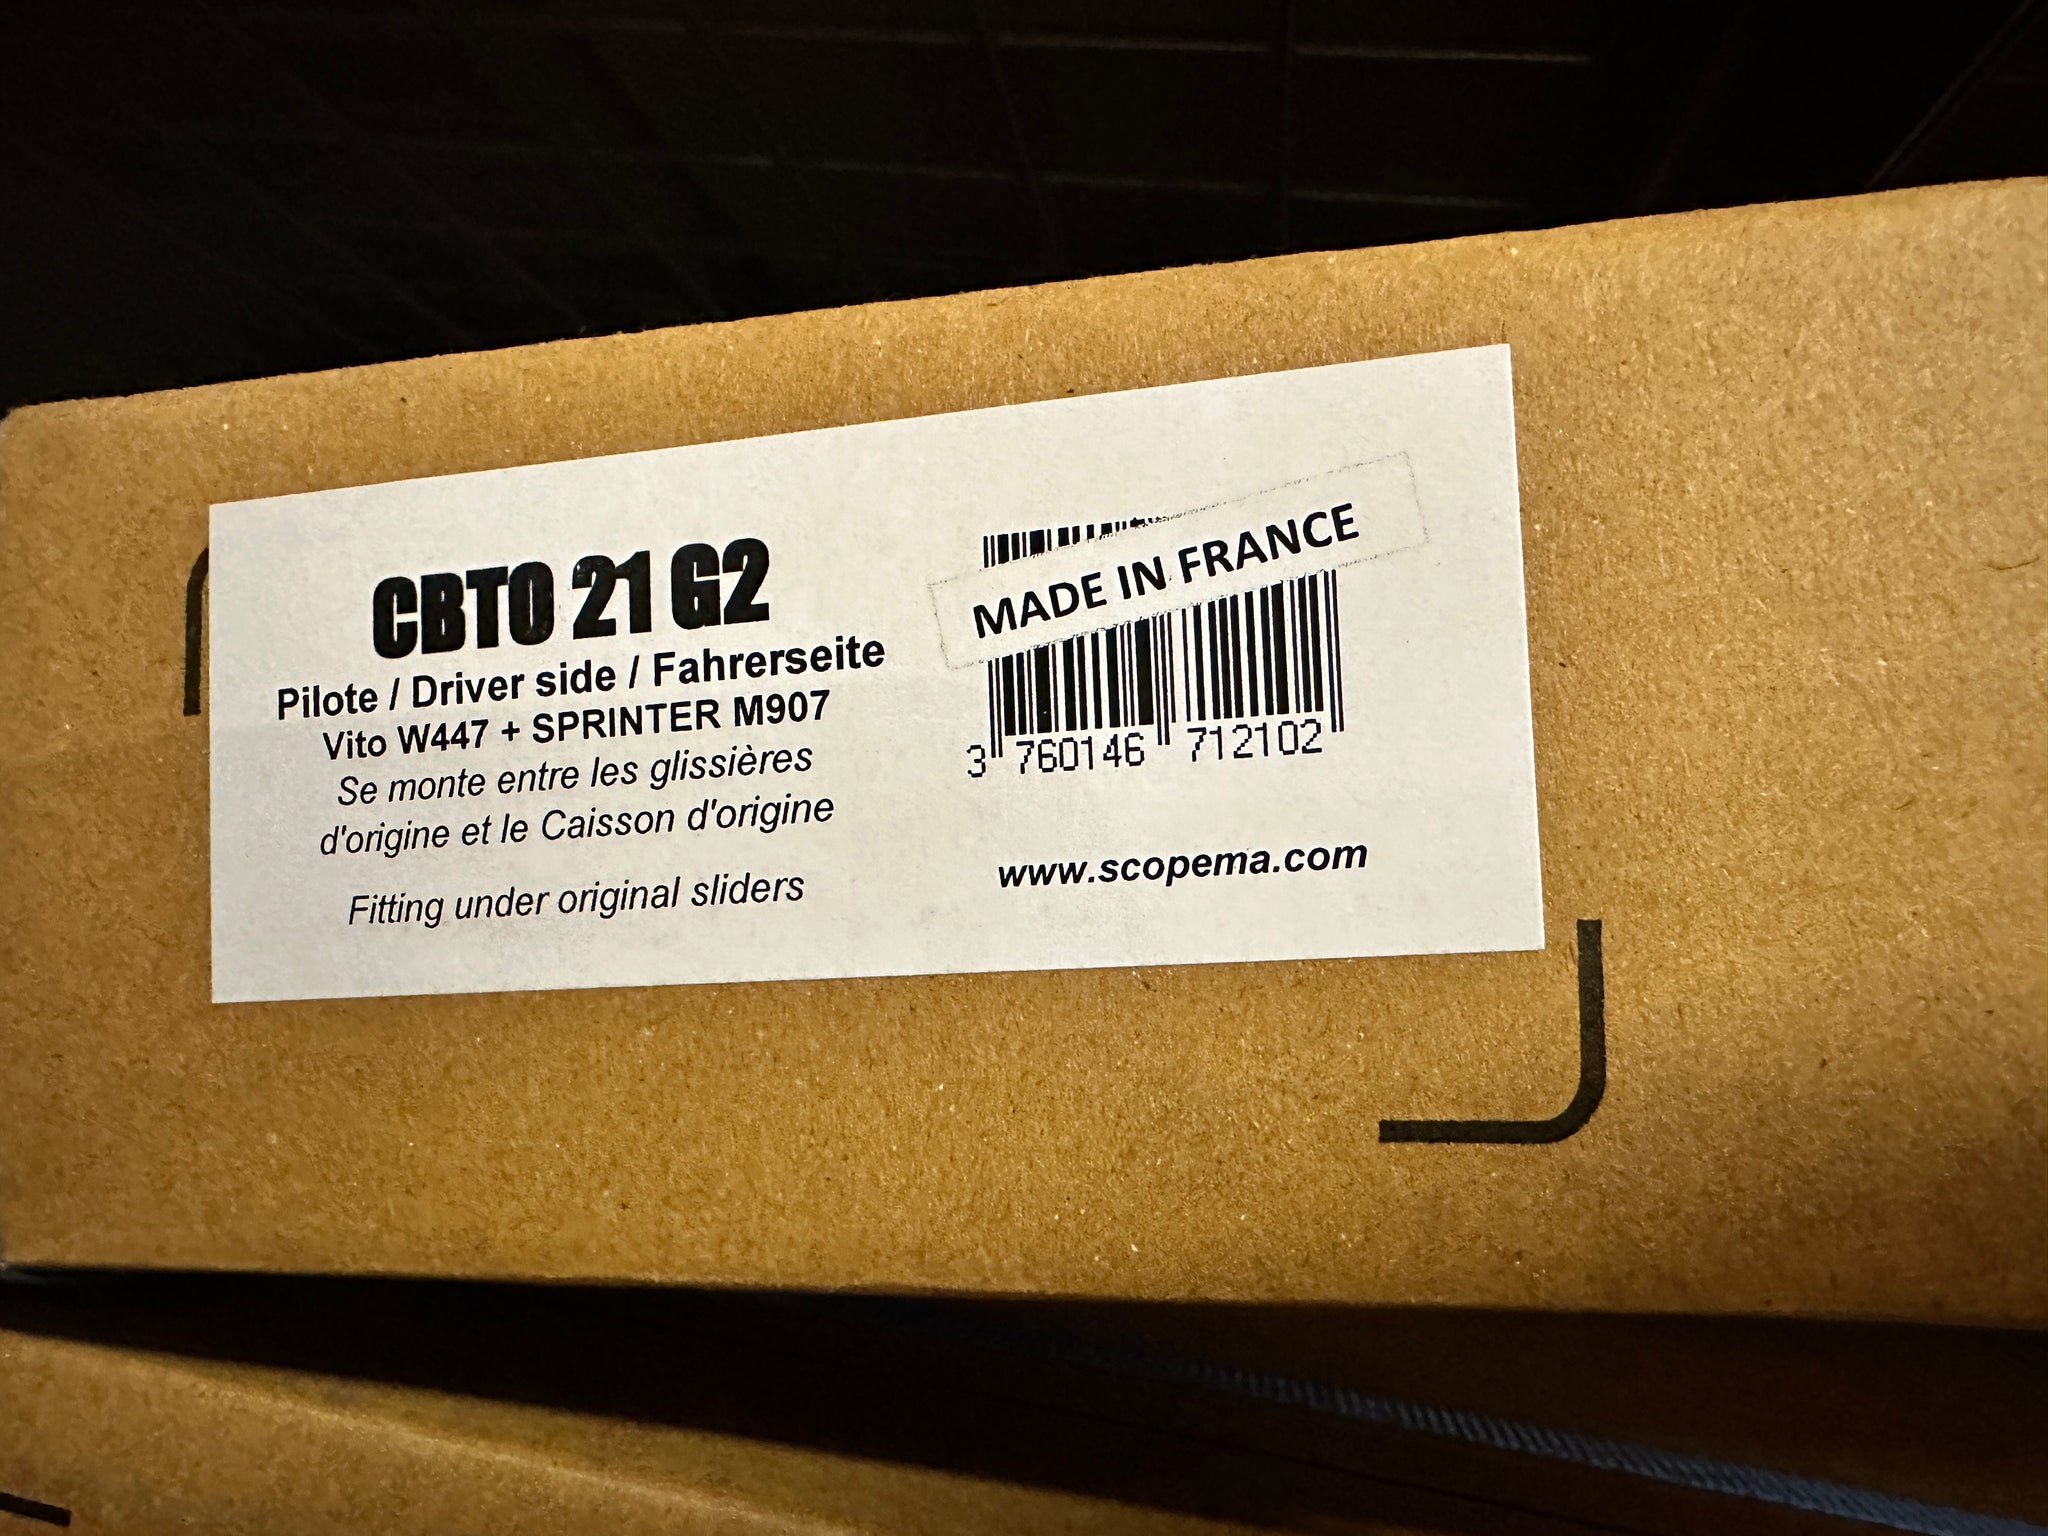 CBTO 21 G2
Pilote / Driver side / Fahrerseite
Vito W447 + SPRINTER M907
Se monte entre les glissières
d'origine et le Caisson d'origine
Fitting under original sliders
MADE IN FRANCE
3 760146 712102
www.scopema.com